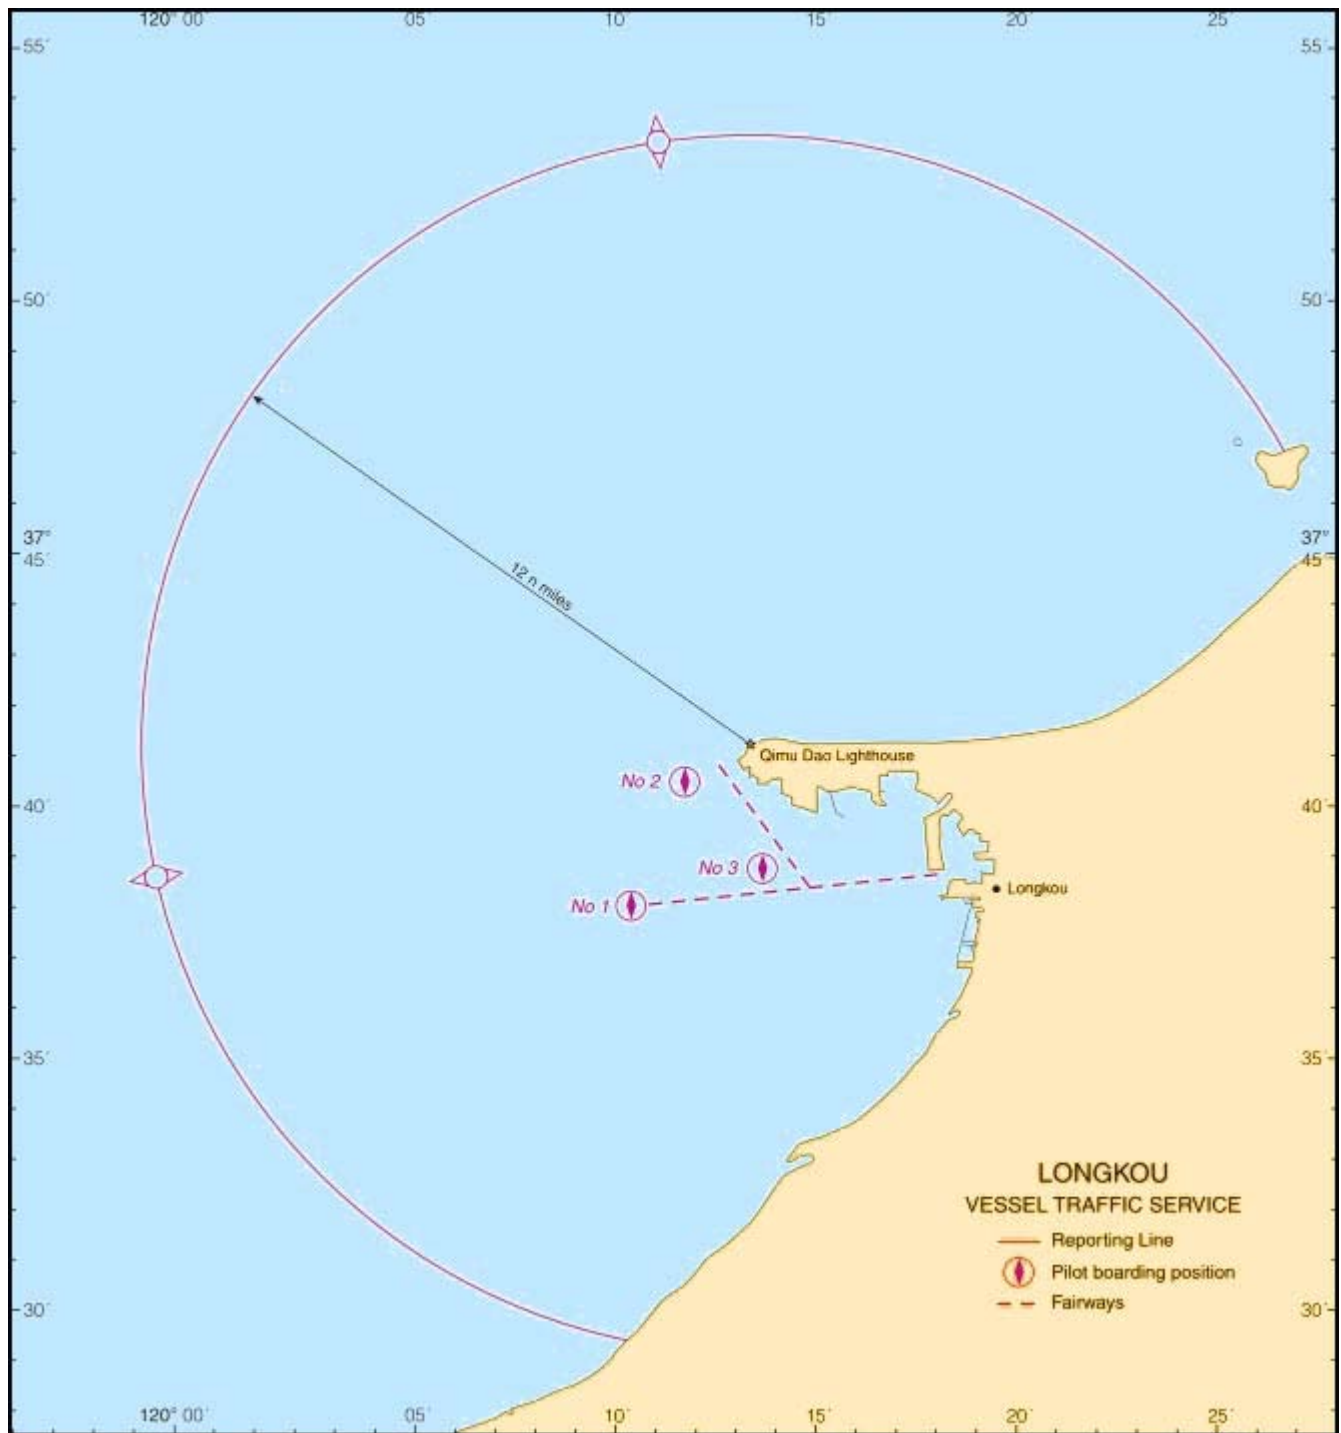 120° 00′ 05′ 10′ 15′ 20′ 25′
55′ 55′
50′ 50′
12 n miles
37° 37°
45′ 45′
Qimu Dao Lighthouse
No 2
40′ 40′
No 3
Longkou
No 1
35′ 35′
LONGKOU
VESSEL TRAFFIC SERVICE
Reporting Line
Pilot boarding position
Fairways
30′ 30′
120° 00′ 05′ 10′ 15′ 20′ 25′